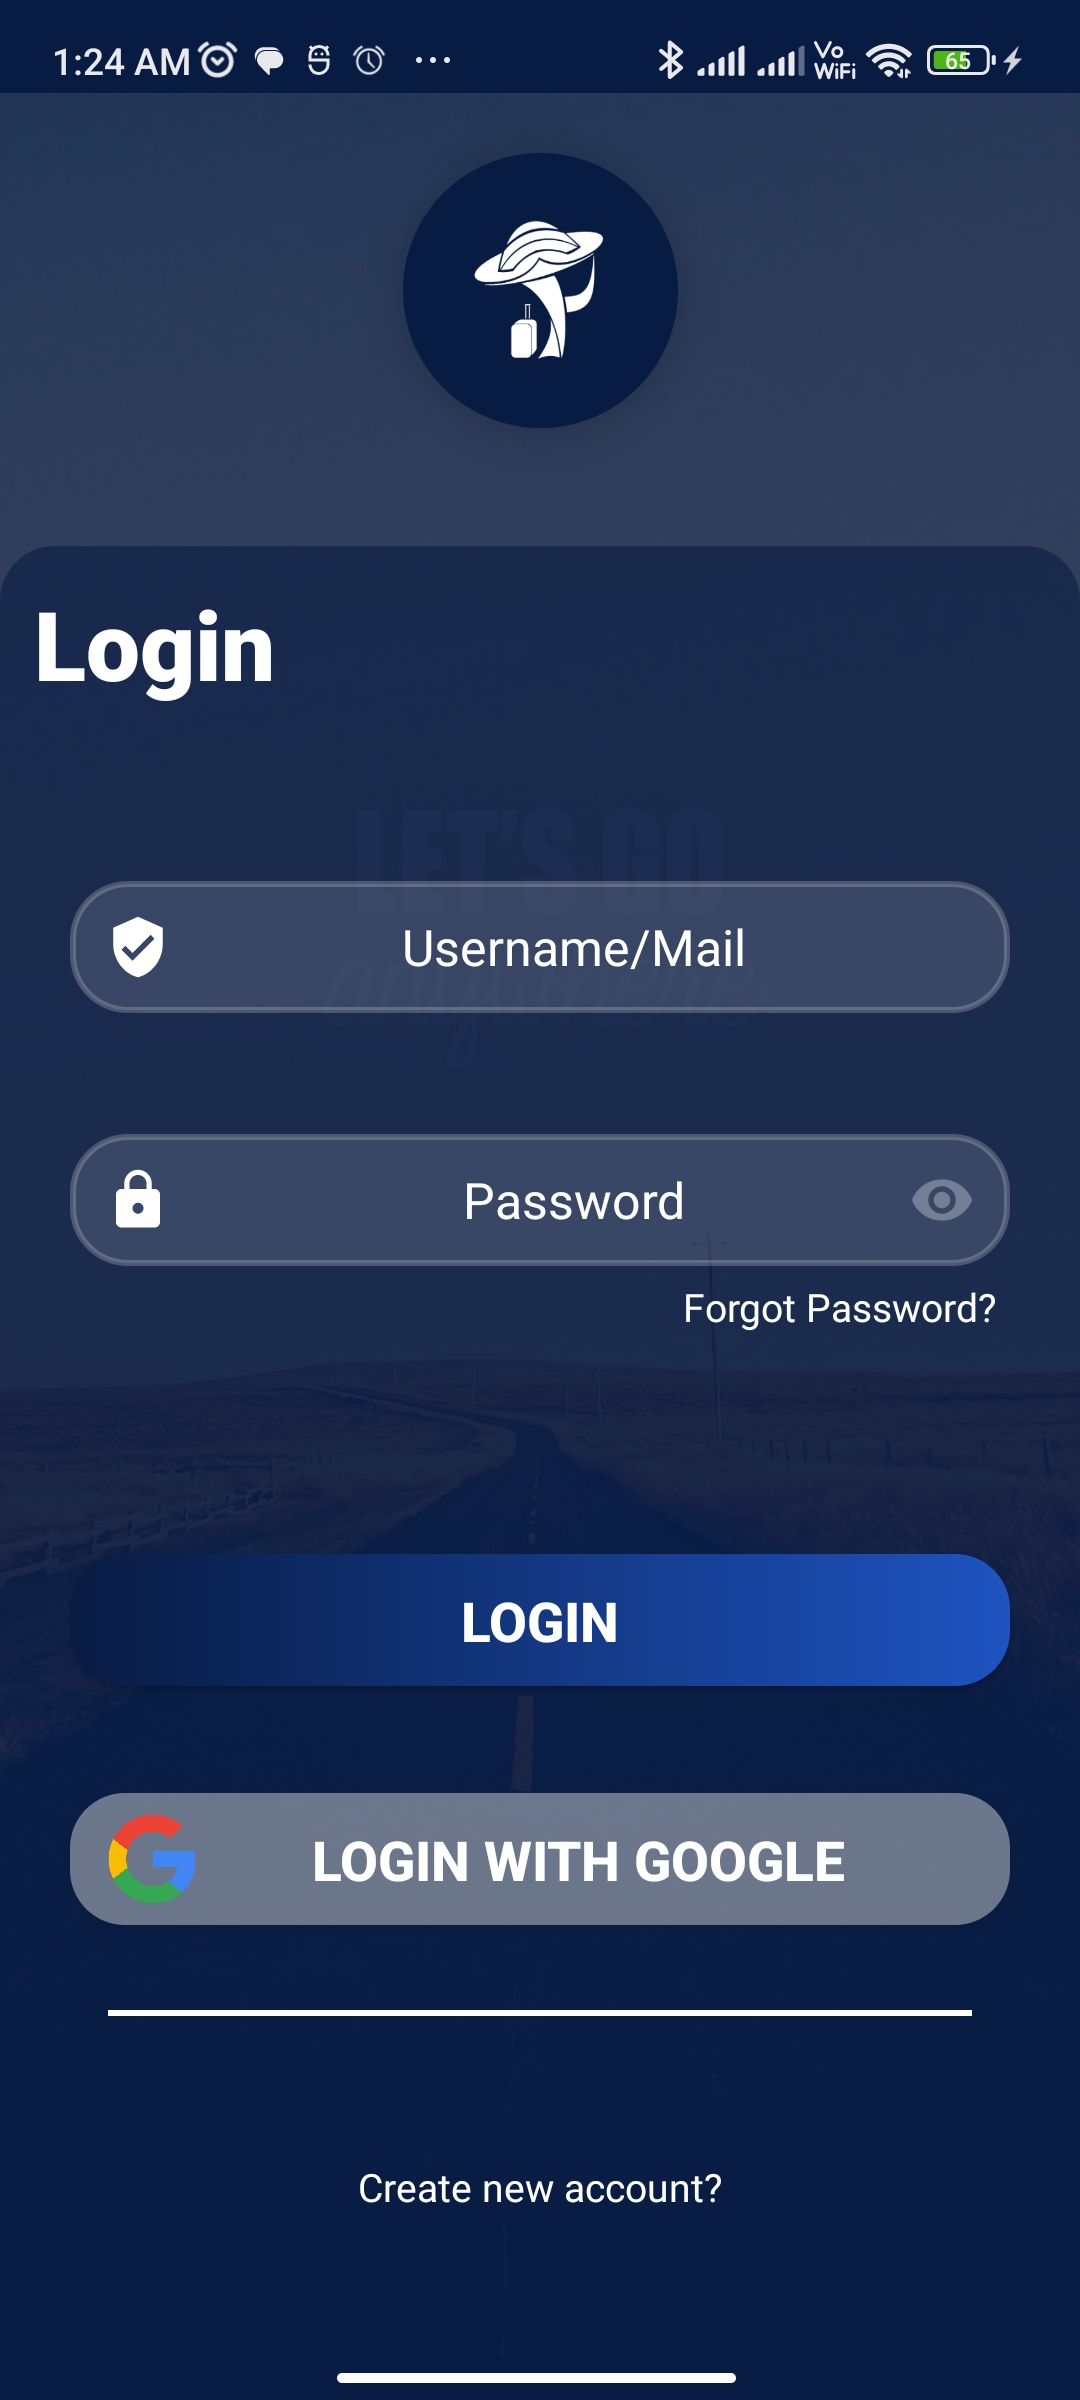 1:24 AM
Vo
WiFi
65
Login
LET'S GO
anywhere
Username/Mail
Password
Forgot Password?
LOGIN
LOGIN WITH GOOGLE
Create new account?